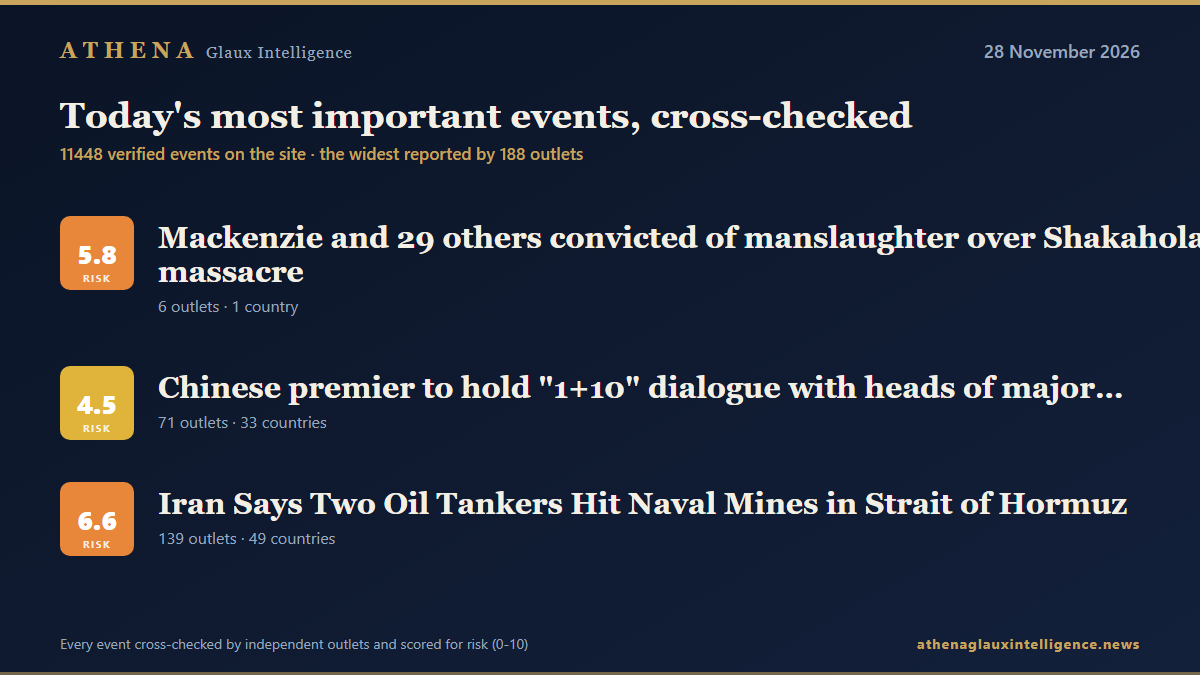 ATHENA Glaux Intelligence
28 November 2026
Today's most important events, cross-checked
11448 verified events on the site · the widest reported by 188 outlets
5.8
RISK
Mackenzie and 29 others convicted of manslaughter over Shakahola
massacre
6 outlets · 1 country
4.5
RISK
Chinese premier to hold "1+10" dialogue with heads of major...
71 outlets · 33 countries
6.6
RISK
Iran Says Two Oil Tankers Hit Naval Mines in Strait of Hormuz
139 outlets · 49 countries
Every event cross-checked by independent outlets and scored for risk (0-10)
athenaglauxintelligence.news